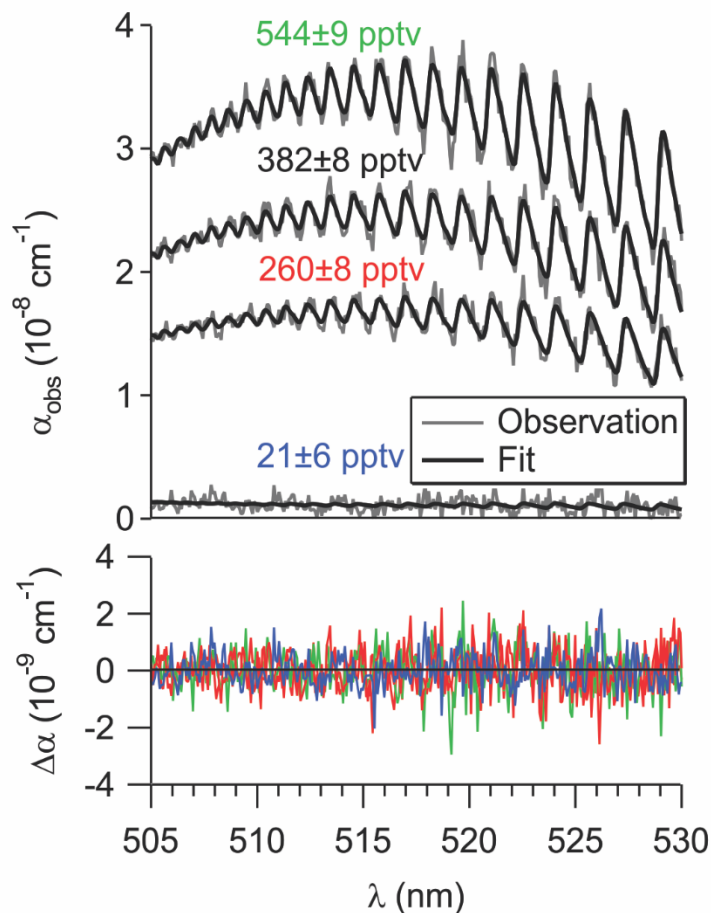 4
544±9 pptv
3
382±8 pptv
260±8 pptv
2
αobs (10-8 cm-1)
1
Observation
Fit
21±6 pptv
0
4
2
0
-2
-4
Δα (10-9 cm-1)
505 510 515 520 525 530
λ (nm)